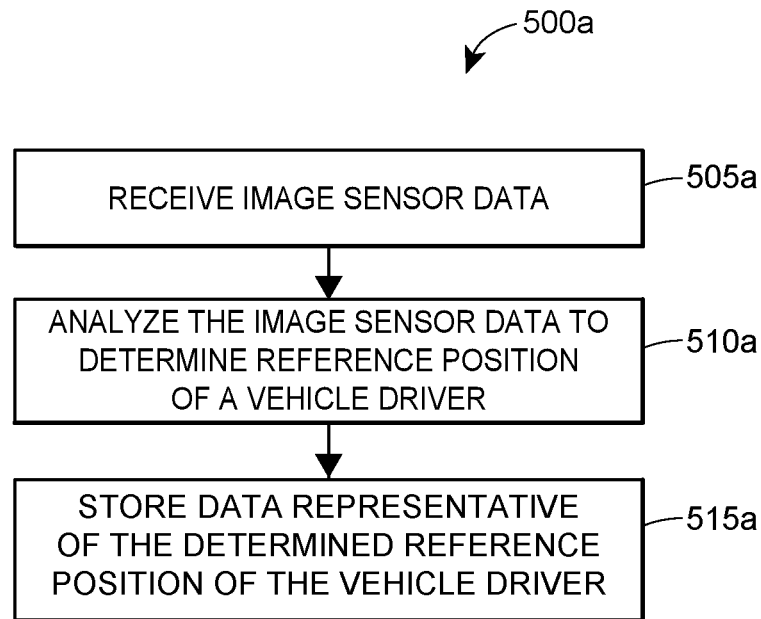 500a
RECEIVE IMAGE SENSOR DATA
505a
ANALYZE THE IMAGE SENSOR DATA TO
DETERMINE REFERENCE POSITION
OF A VEHICLE DRIVER
510a
STORE DATA REPRESENTATIVE
OF THE DETERMINED REFERENCE
POSITION OF THE VEHICLE DRIVER
515a